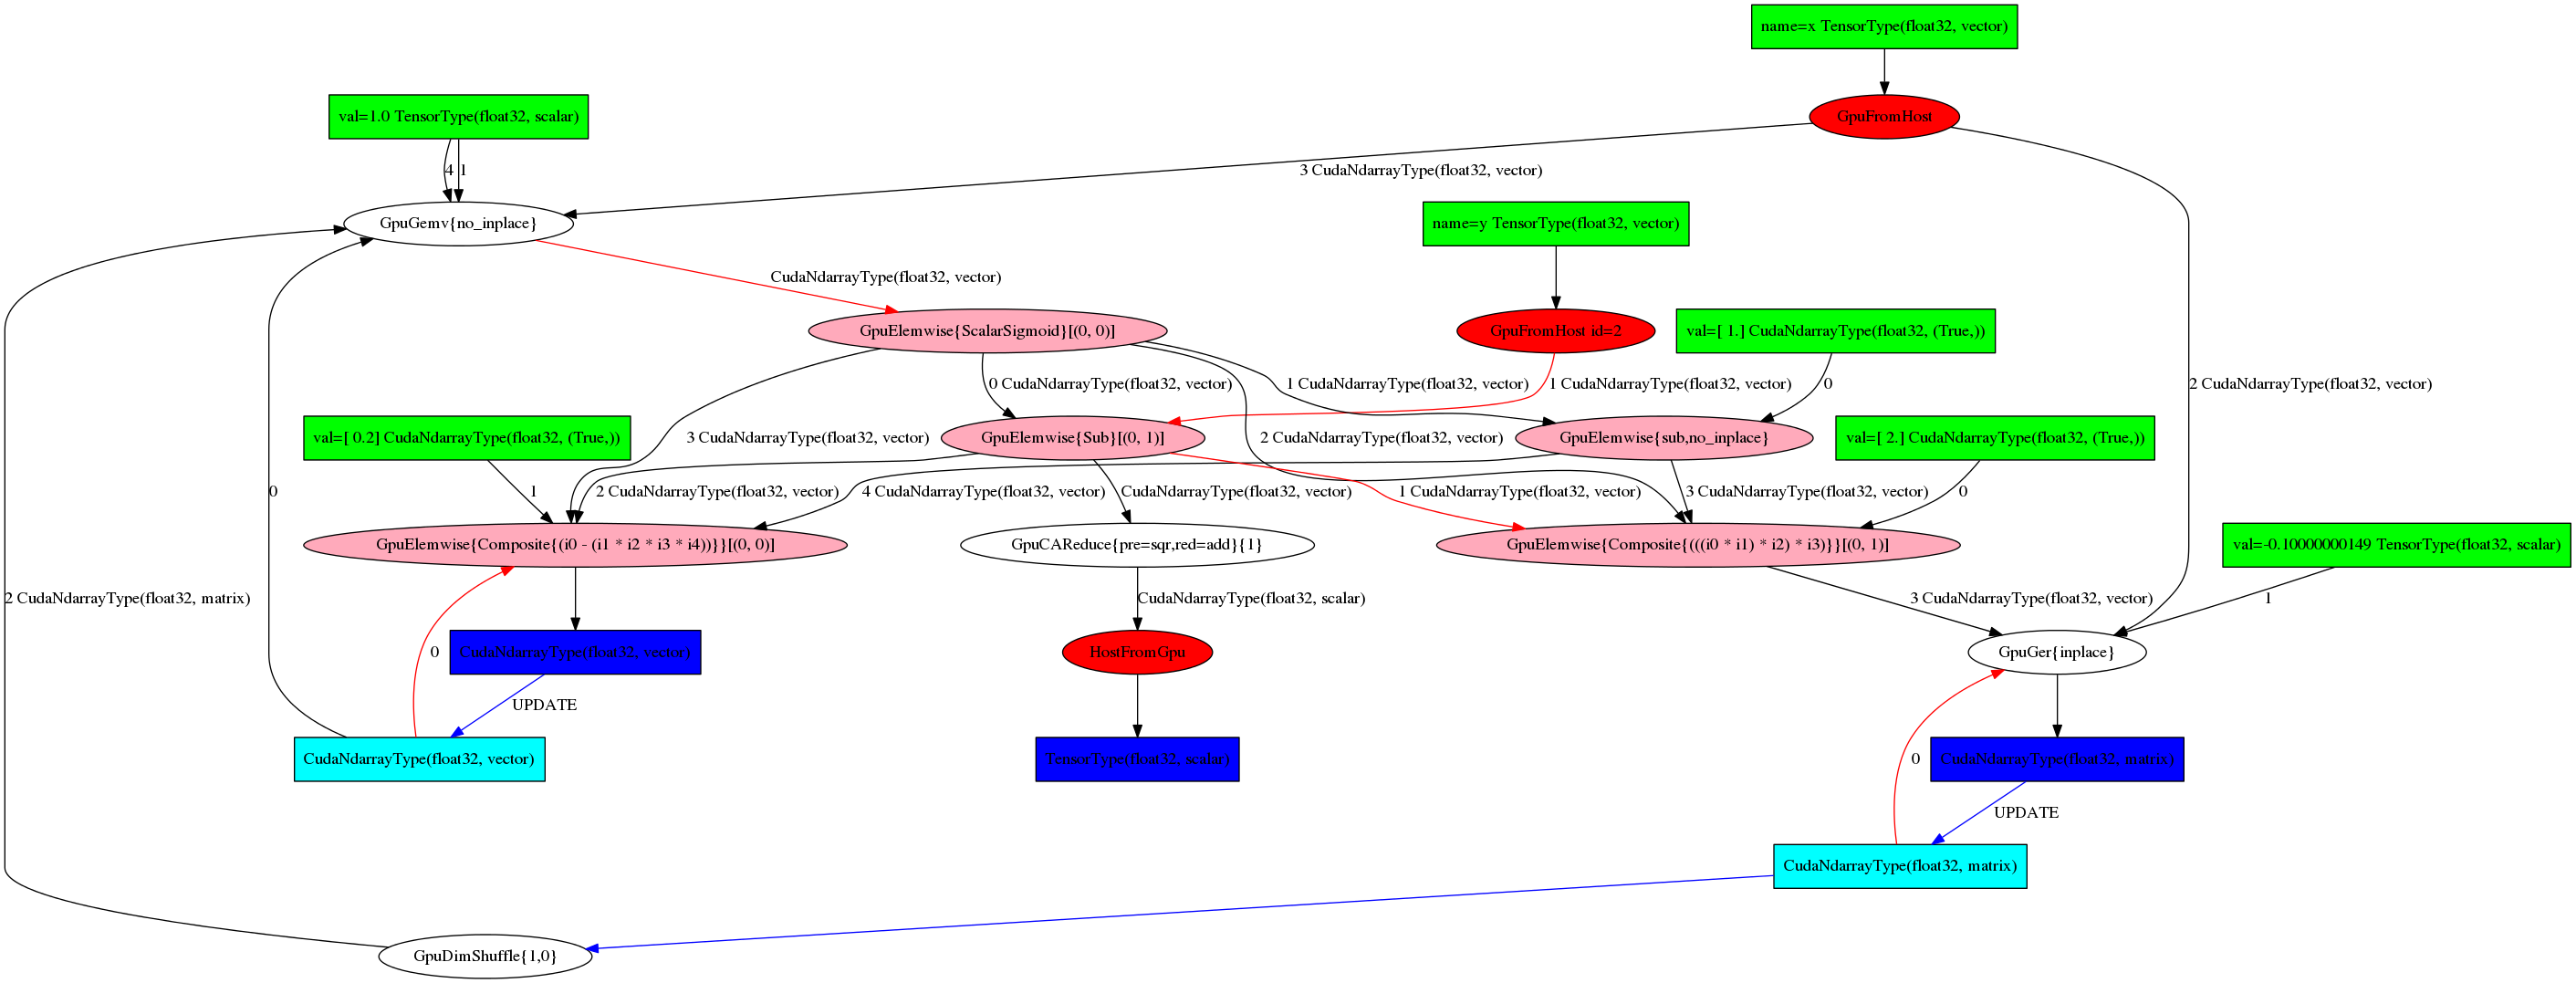 name=x TensorType(float32, vector)
val=1.0 TensorType(float32, scalar)
GpuFromHost
4
1
3 CudaNdarrayType(float32, vector)
GpuGemv{no_inplace}
name=y TensorType(float32, vector)
CudaNdarrayType(float32, vector)
GpuElemwise{ScalarSigmoid}[(0, 0)]
GpuFromHost id=2
val=[ 1.] CudaNdarrayType(float32, (True,))
0 CudaNdarrayType(float32, vector)
1 CudaNdarrayType(float32, vector)
1 CudaNdarrayType(float32, vector)
0
2 CudaNdarrayType(float32, vector)
val=[ 0.2] CudaNdarrayType(float32, (True,))
3 CudaNdarrayType(float32, vector)
GpuElemwise{Sub}[(0, 1)]
2 CudaNdarrayType(float32, vector)
GpuElemwise{sub,no_inplace}
val=[ 2.] CudaNdarrayType(float32, (True,))
0
1
2 CudaNdarrayType(float32, vector)
4 CudaNdarrayType(float32, vector)
CudaNdarrayType(float32, vector)
1 CudaNdarrayType(float32, vector)
3 CudaNdarrayType(float32, vector)
0
GpuElemwise{Composite{(i0 - (i1 * i2 * i3 * i4))}}[(0, 0)]
GpuCAReduce{pre=sqr,red=add}{1}
GpuElemwise{Composite{(((i0 * i1) * i2) * i3)}}[(0, 1)]
val=-0.10000000149 TensorType(float32, scalar)
2 CudaNdarrayType(float32, matrix)
CudaNdarrayType(float32, scalar)
3 CudaNdarrayType(float32, vector)
1
0
CudaNdarrayType(float32, vector)
HostFromGpu
GpuGer{inplace}
UPDATE
CudaNdarrayType(float32, vector)
TensorType(float32, scalar)
0
CudaNdarrayType(float32, matrix)
UPDATE
CudaNdarrayType(float32, matrix)
GpuDimShuffle{1,0}